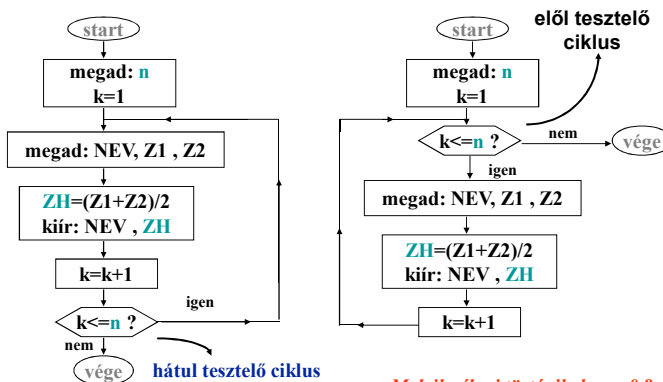 start
megad: n
k=1
megad: NEV, Z1 , Z2
ZH=(Z1+Z2)/2
kiír: NEV , ZH
k=k+1
k<=n ?
igen
nem
vége
hátul tesztelő ciklus
start
elől tesztelő
ciklus
megad: n
k=1
k<=n ?
nem
vége
igen
megad: NEV, Z1 , Z2
ZH=(Z1+Z2)/2
kiír: NEV , ZH
k=k+1